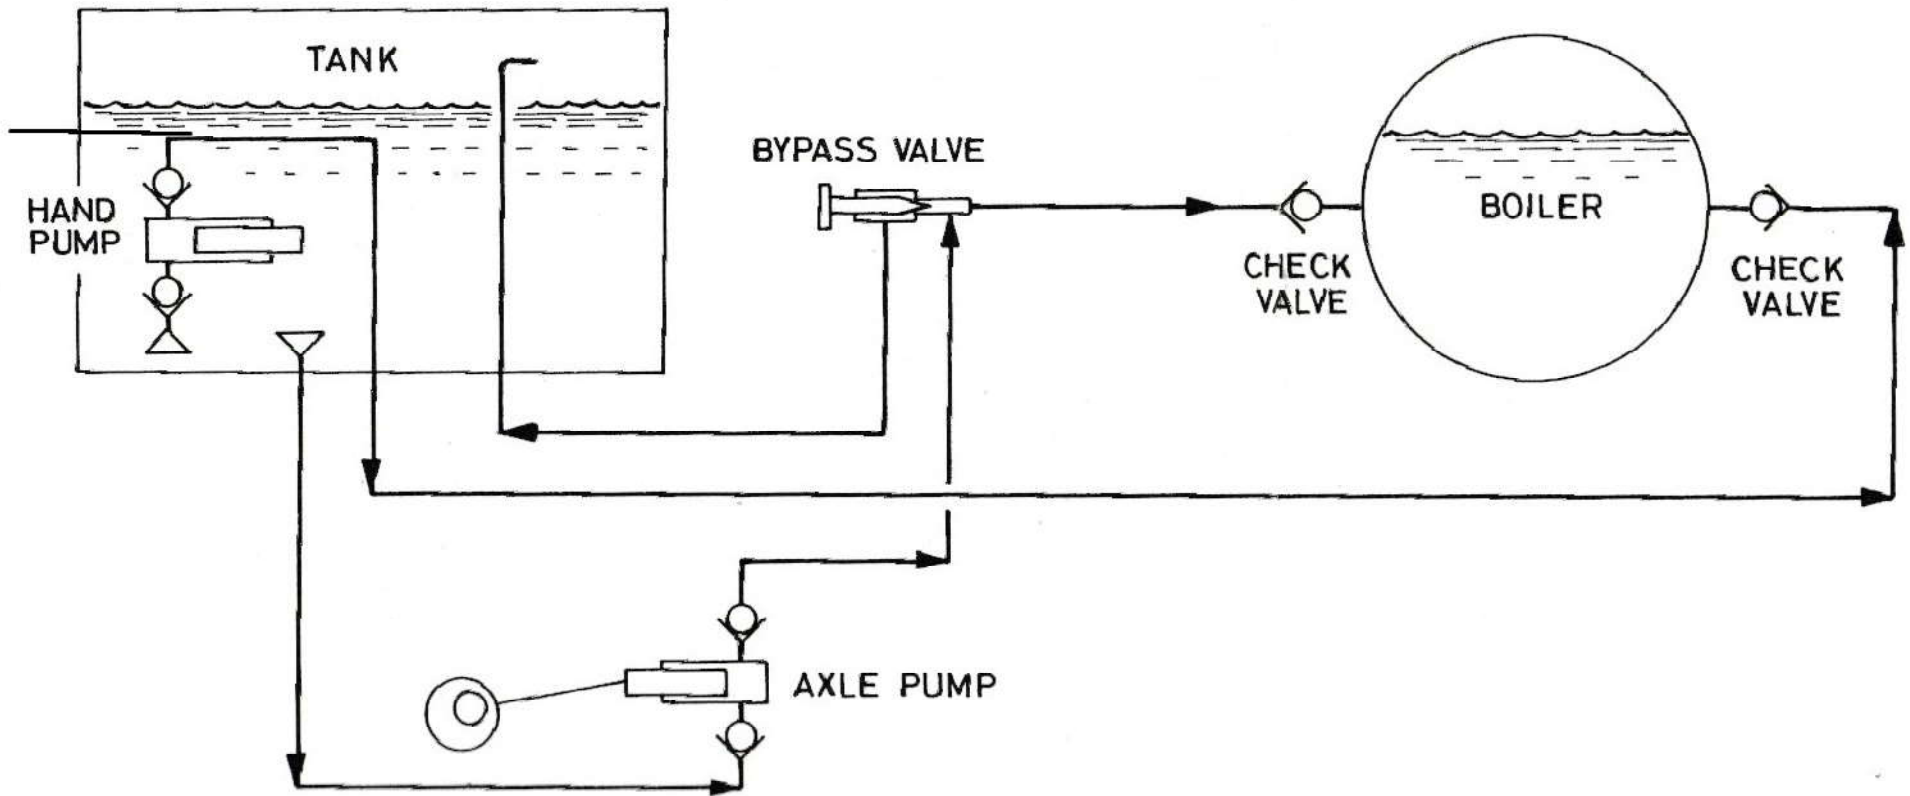 TANK
BYPASS VALVE
HAND
PUMP
BOILER
CHECK
VALVE
CHECK
VALVE
AXLE PUMP